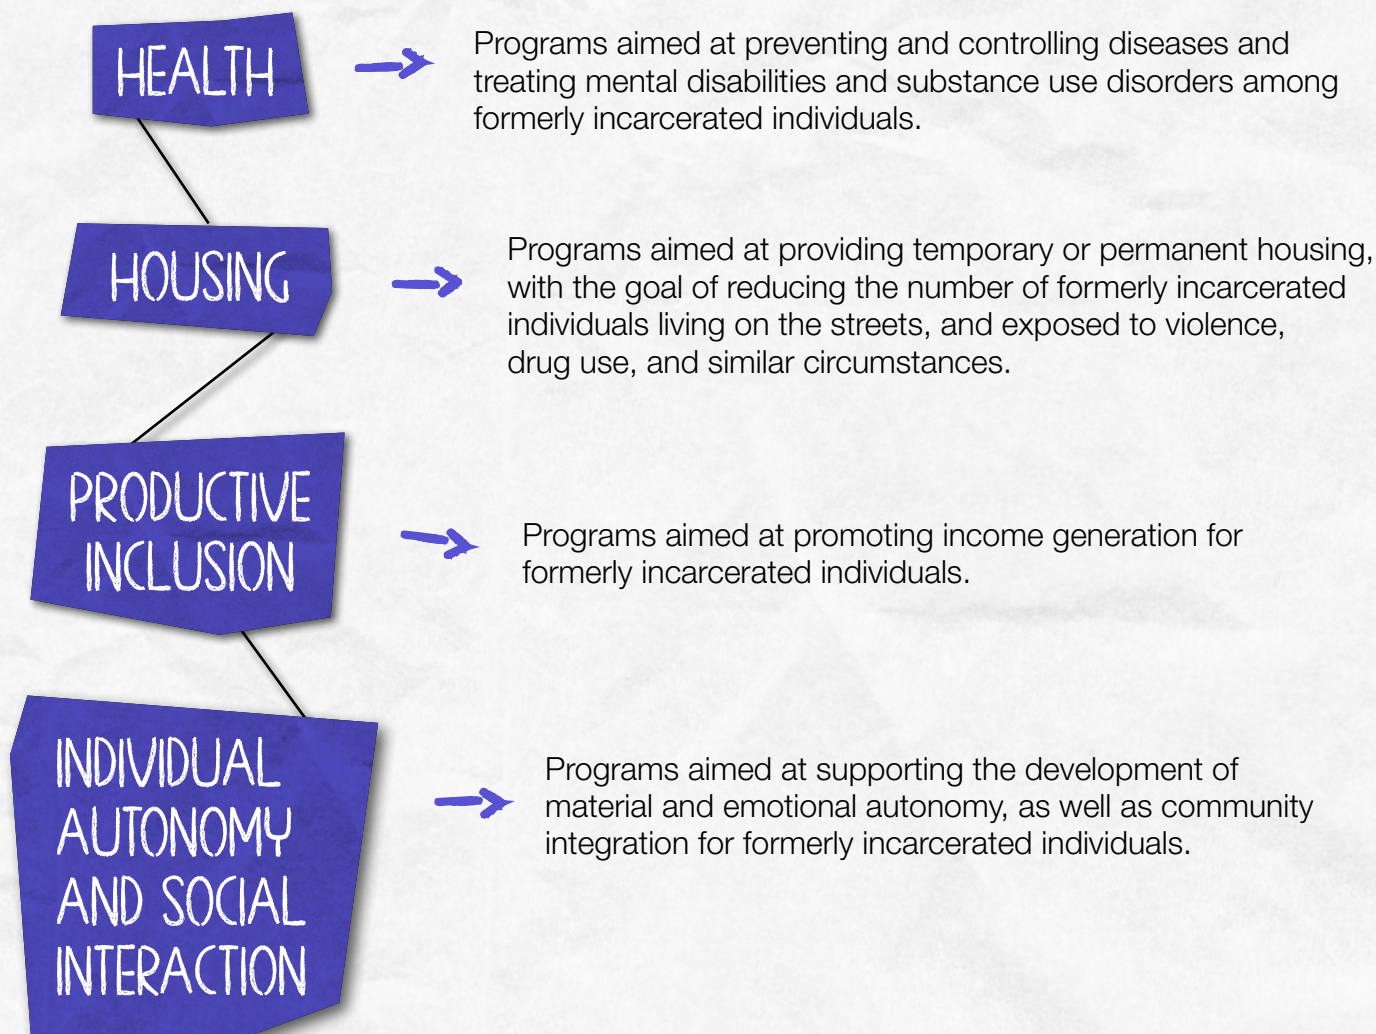 HEALTH
Programs aimed at preventing and controlling diseases and
treating mental disabilities and substance use disorders among
formerly incarcerated individuals.
HOUSING
Programs aimed at providing temporary or permanent housing,
with the goal of reducing the number of formerly incarcerated
individuals living on the streets, and exposed to violence,
drug use, and similar circumstances.
PRODUCTIVE
INCLUSION
Programs aimed at promoting income generation for
formerly incarcerated individuals.
INDIVIDUAL
AUTONOMY
AND SOCIAL
INTERACTION
Programs aimed at supporting the development of
material and emotional autonomy, as well as community
integration for formerly incarcerated individuals.